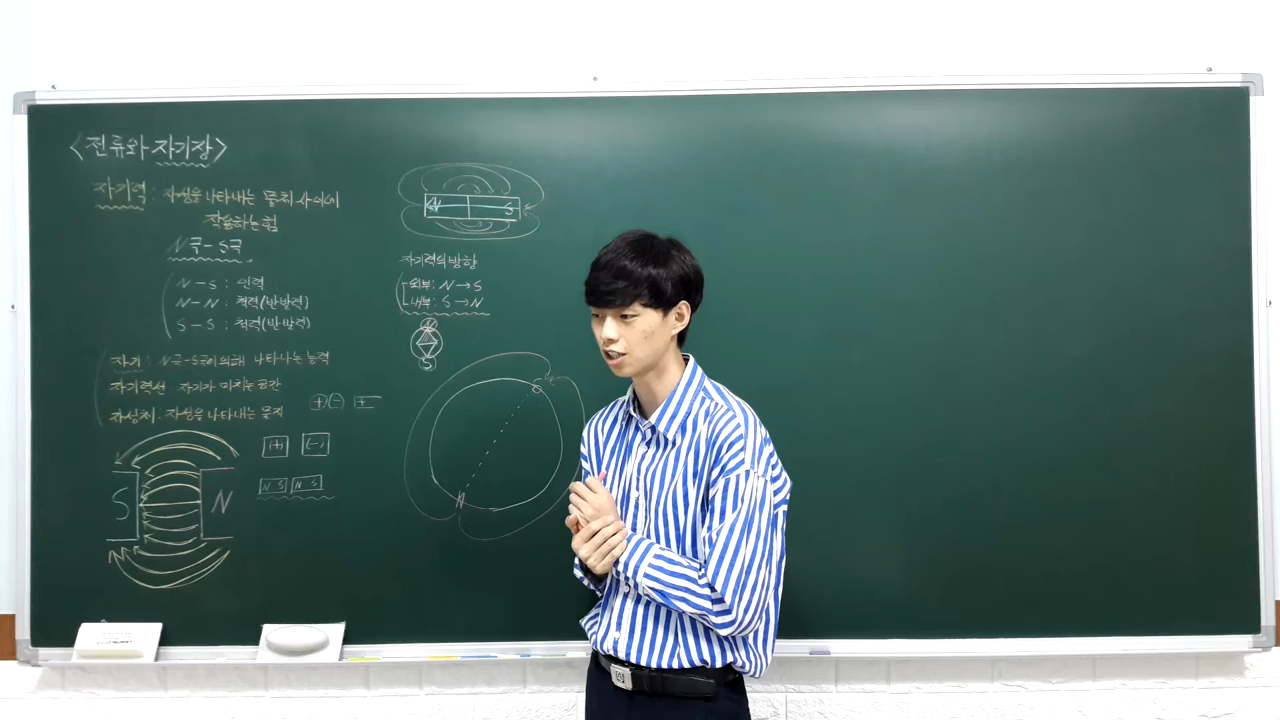 <전류와 자기장>
자기력 : 자성을 나타내는 물체 사이에
작용하는 힘
N극-S극
N-S : 인력
N-N : 척력(반발력)
S-S : 척력(반발력)
자기 : N극-S극에 의해 나타나는 능력
자기력선 자기가 미치는 공간
자성체 · 자성을 나타내는 물질
+ - + -
+ -
N S N S
S N
N S
자기력의 방향
외부 : N → S
내부 : S → N
S